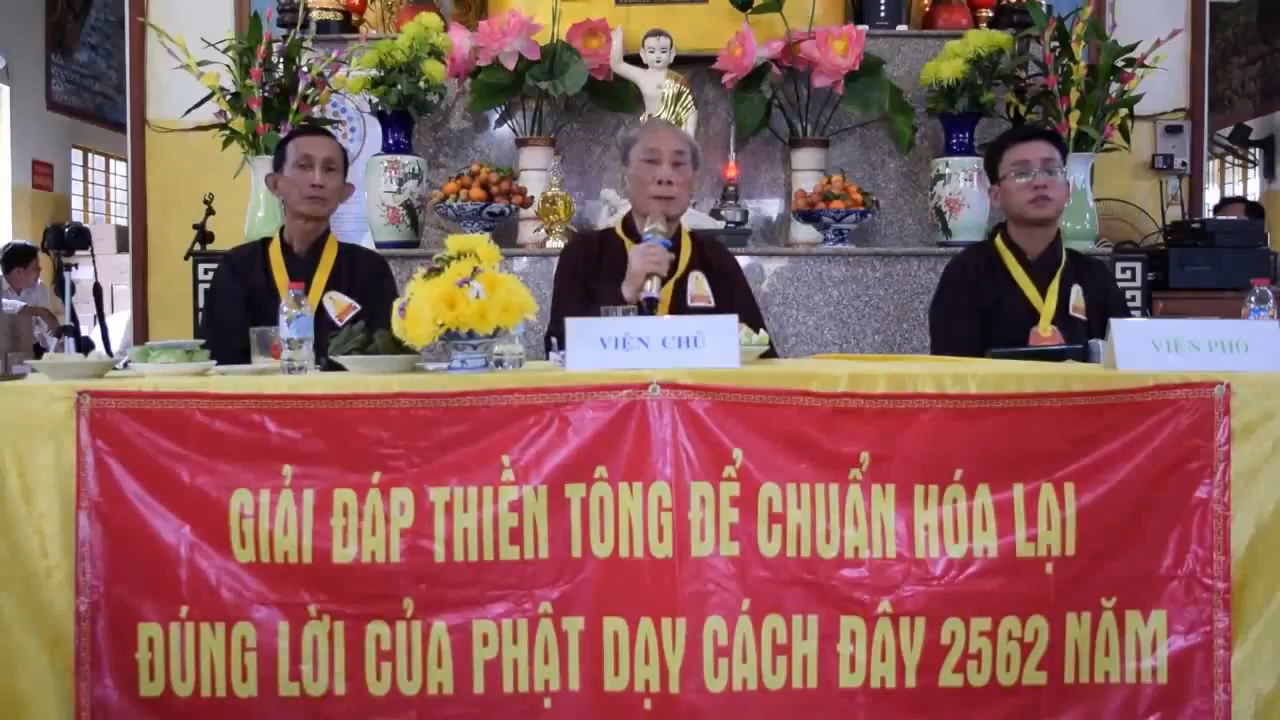 VIỆN CHỦ
VIỆN PHÓ
GIẢI ĐÁP THIỀN TÔNG ĐỂ CHUẨN HÓA LẠI
ĐÚNG LỜI CỦA PHẬT DẠY CÁCH ĐÂY 2562 NĂM